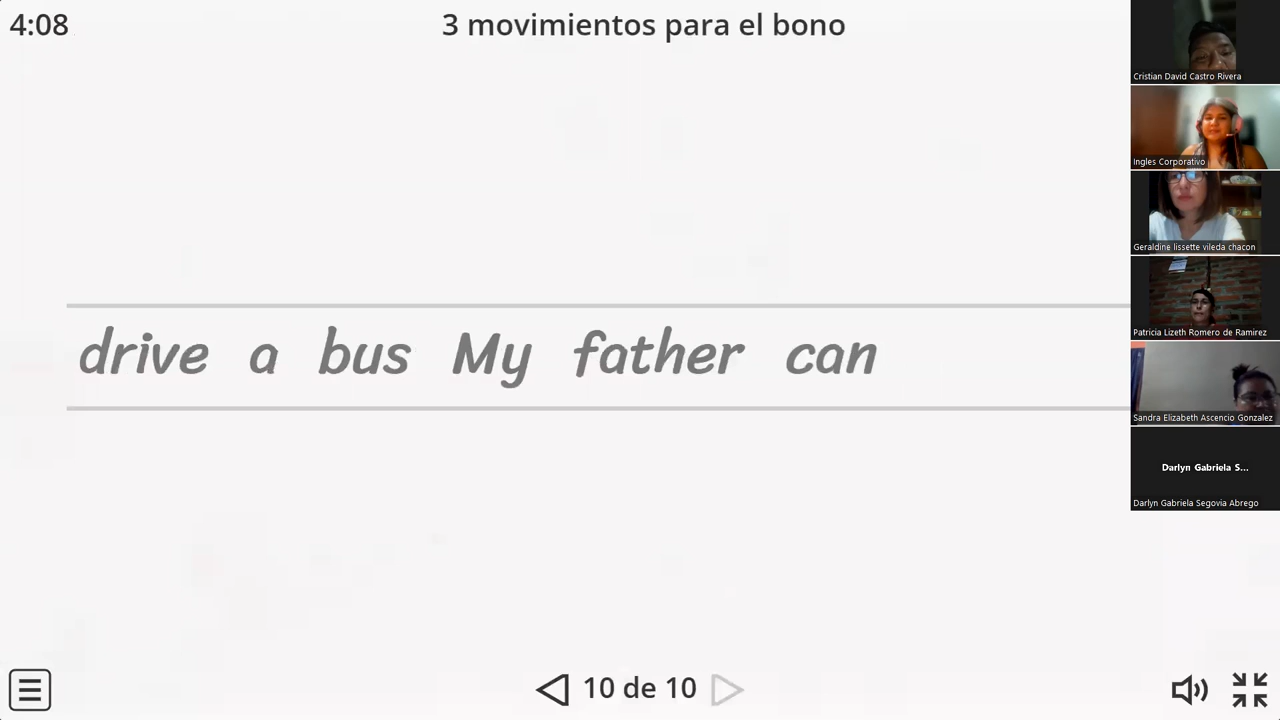 4:08
3 movimientos para el bono
Cristian David Castro Rivera
Ingles Corporativo
Geraldine lissette vileda chacon
drive a bus My father can
Patricia Lizeth Romero de Ramirez
Sandra Elizabeth Ascencio Gonzalez
Darlyn Gabriela S...
Darlyn Gabriela Segovia Abrego
10 de 10